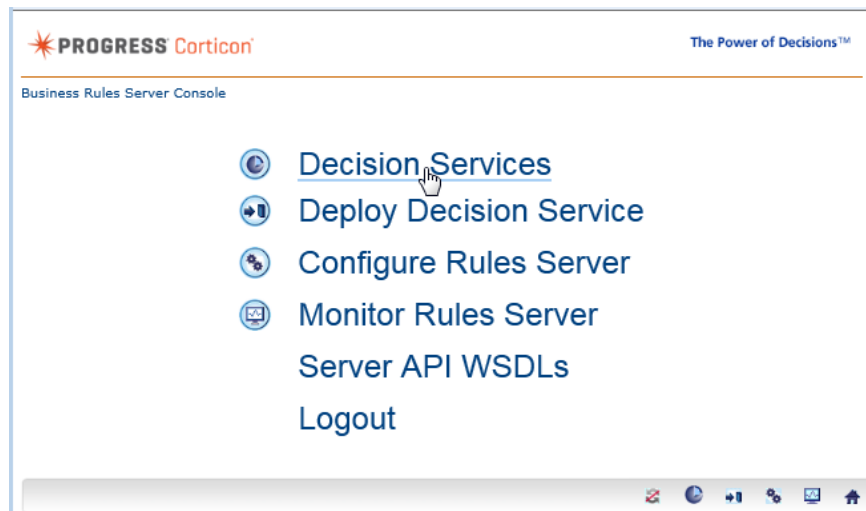 PROGRESS Corticon
The Power of Decisions™
Business Rules Server Console
Decision Services
Deploy Decision Service
Configure Rules Server
Monitor Rules Server
Server API WSDLs
Logout